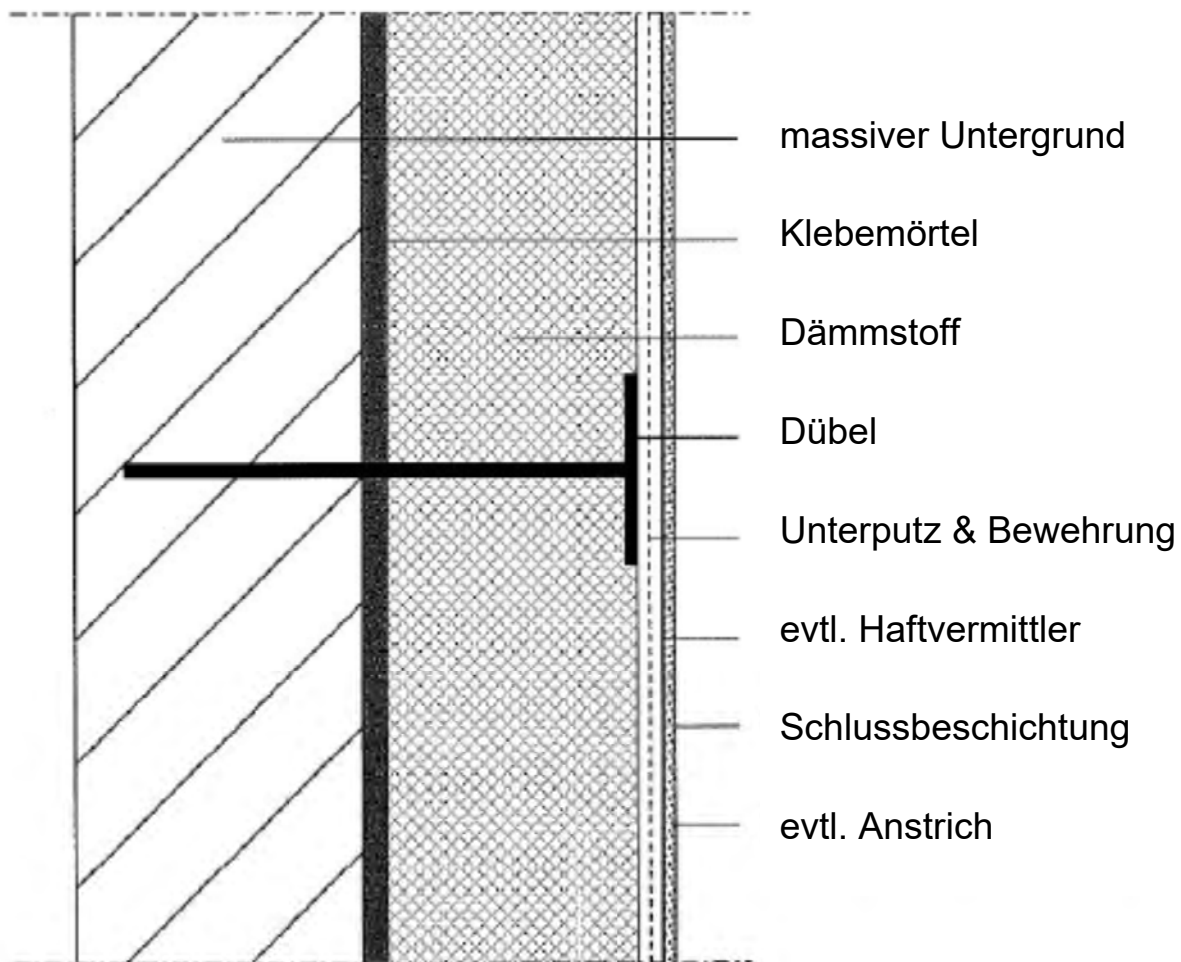 massiver Untergrund
Klebemörtel
Dämmstoff
Dübel
Unterputz & Bewehrung
evtl. Haftvermittler
Schlussbeschichtung
evtl. Anstrich